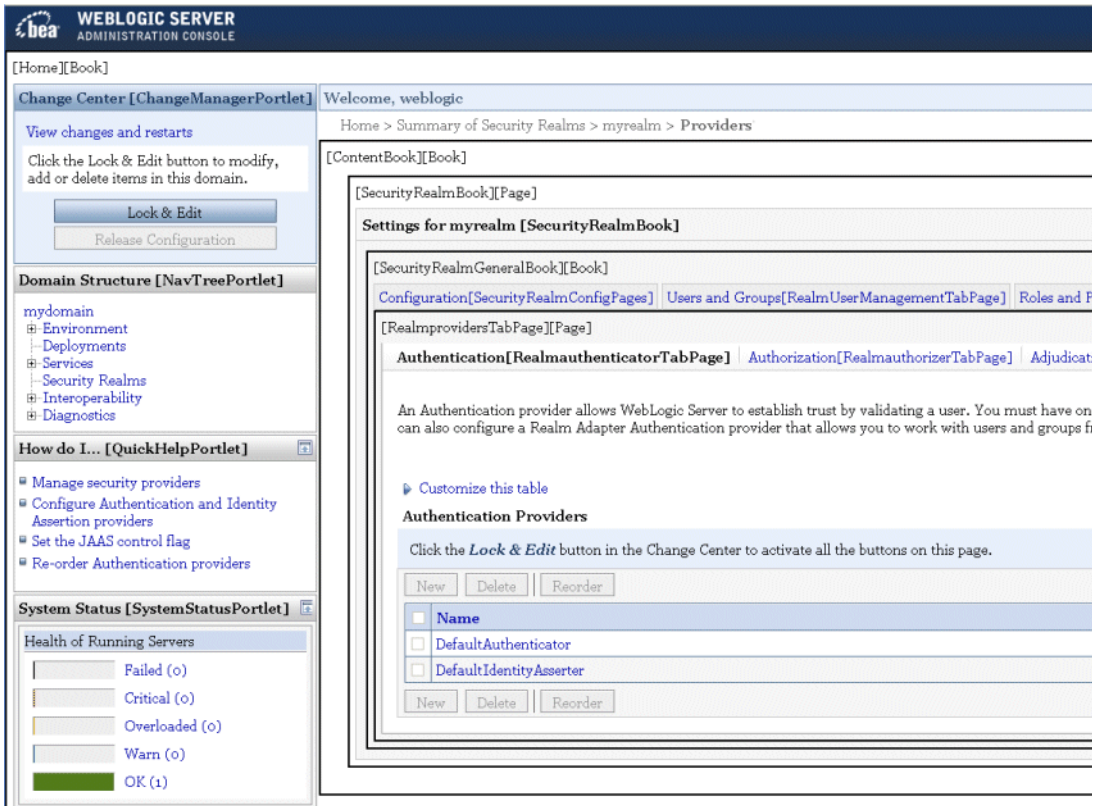 bea
WEBLOGIC SERVER
ADMINISTRATION CONSOLE
[Home][Book]
Change Center [ChangeManagerPortlet]
View changes and restarts
Click the Lock & Edit button to modify,
add or delete items in this domain.
Lock & Edit
Release Configuration
Domain Structure [NavTreePortlet]
mydomain
Environment
Deployments
Services
Security Realms
Interoperability
Diagnostics
How do I... [QuickHelpPortlet]
Manage security providers
Configure Authentication and Identity
Assertion providers
Set the JAAS control flag
Re-order Authentication providers
System Status [SystemStatusPortlet]
Health of Running Servers
Failed (0)
Critical (0)
Overloaded (0)
Warn (0)
OK (1)
Welcome, weblogic
Home > Summary of Security Realms > myrealm > Providers
[ContentBook][Book]
[SecurityRealmBook][Page]
Settings for myrealm [SecurityRealmBook]
[SecurityRealmGeneralBook][Book]
Configuration[SecurityRealmConfigPages] Users and Groups[RealmUserManagementTabPage] Roles and P
[RealmprovidersTabPage][Page]
Authentication[RealmauthenticatorTabPage] Authorization[RealmauthorizerTabPage] Adjudicat
An Authentication provider allows WebLogic Server to establish trust by validating a user. You must have on
can also configure a Realm Adapter Authentication provider that allows you to work with users and groups f
Customize this table
Authentication Providers
Click the Lock & Edit button in the Change Center to activate all the buttons on this page.
New Delete Reorder
Name
DefaultAuthenticator
DefaultIdentityAsserter
New Delete Reorder